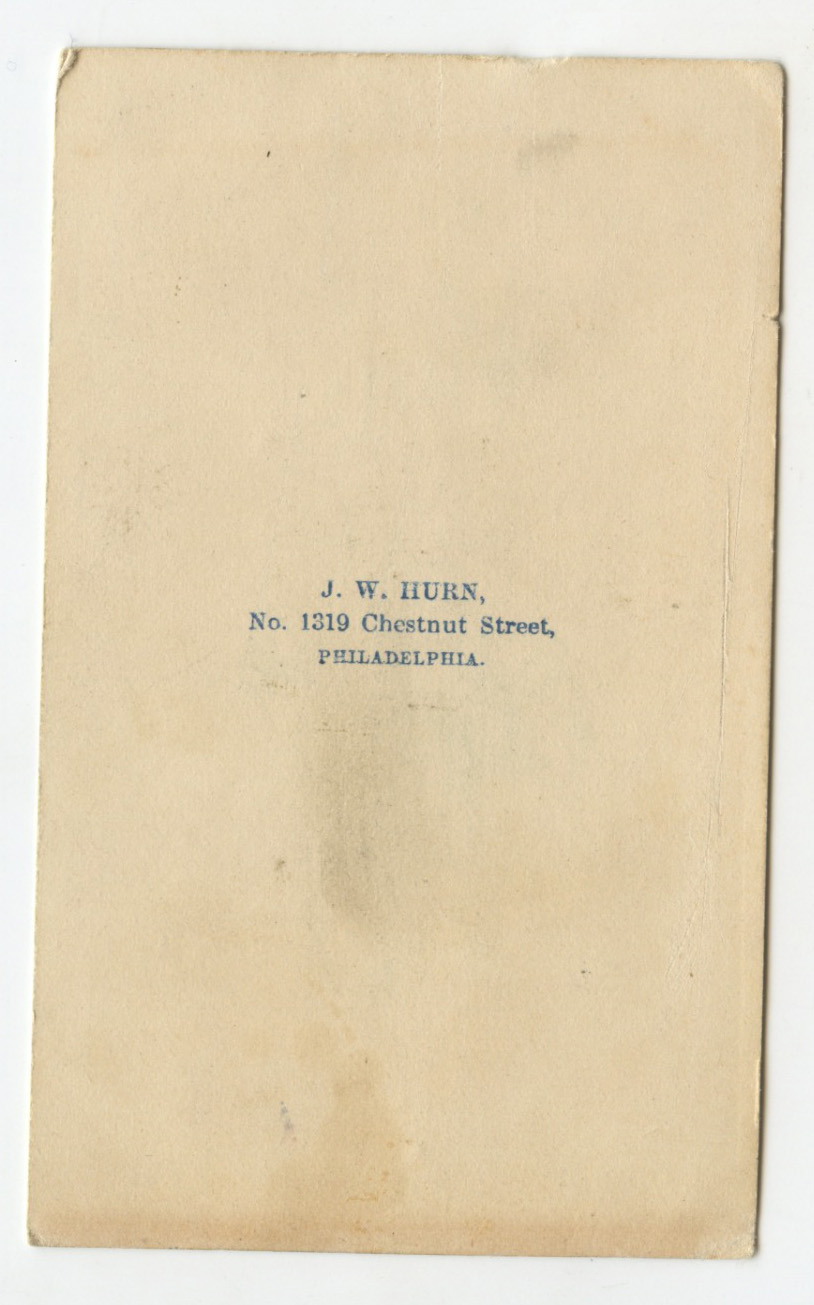 J. W. HURN,
No. 1319 Chestnut Street,
PHILADELPHIA.